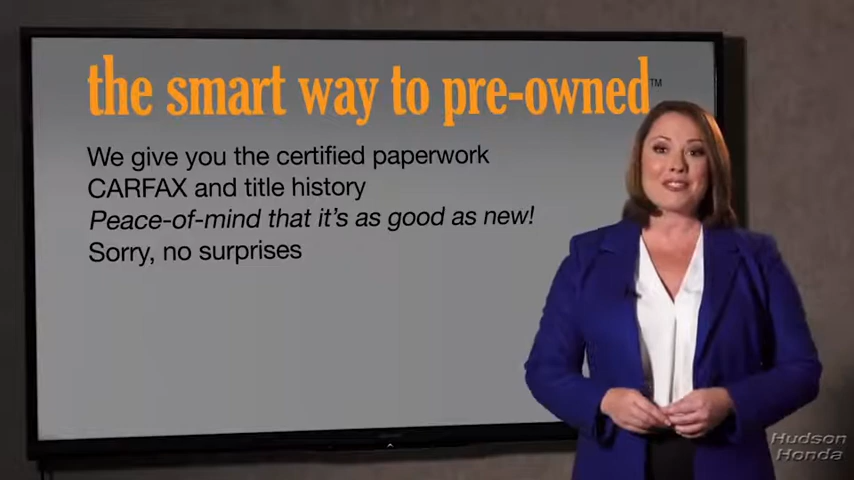 the smart way to pre-owned™
We give you the certified paperwork
CARFAX and title history
Peace-of-mind that it's as good as new!
Sorry, no surprises
Hudson
Honda